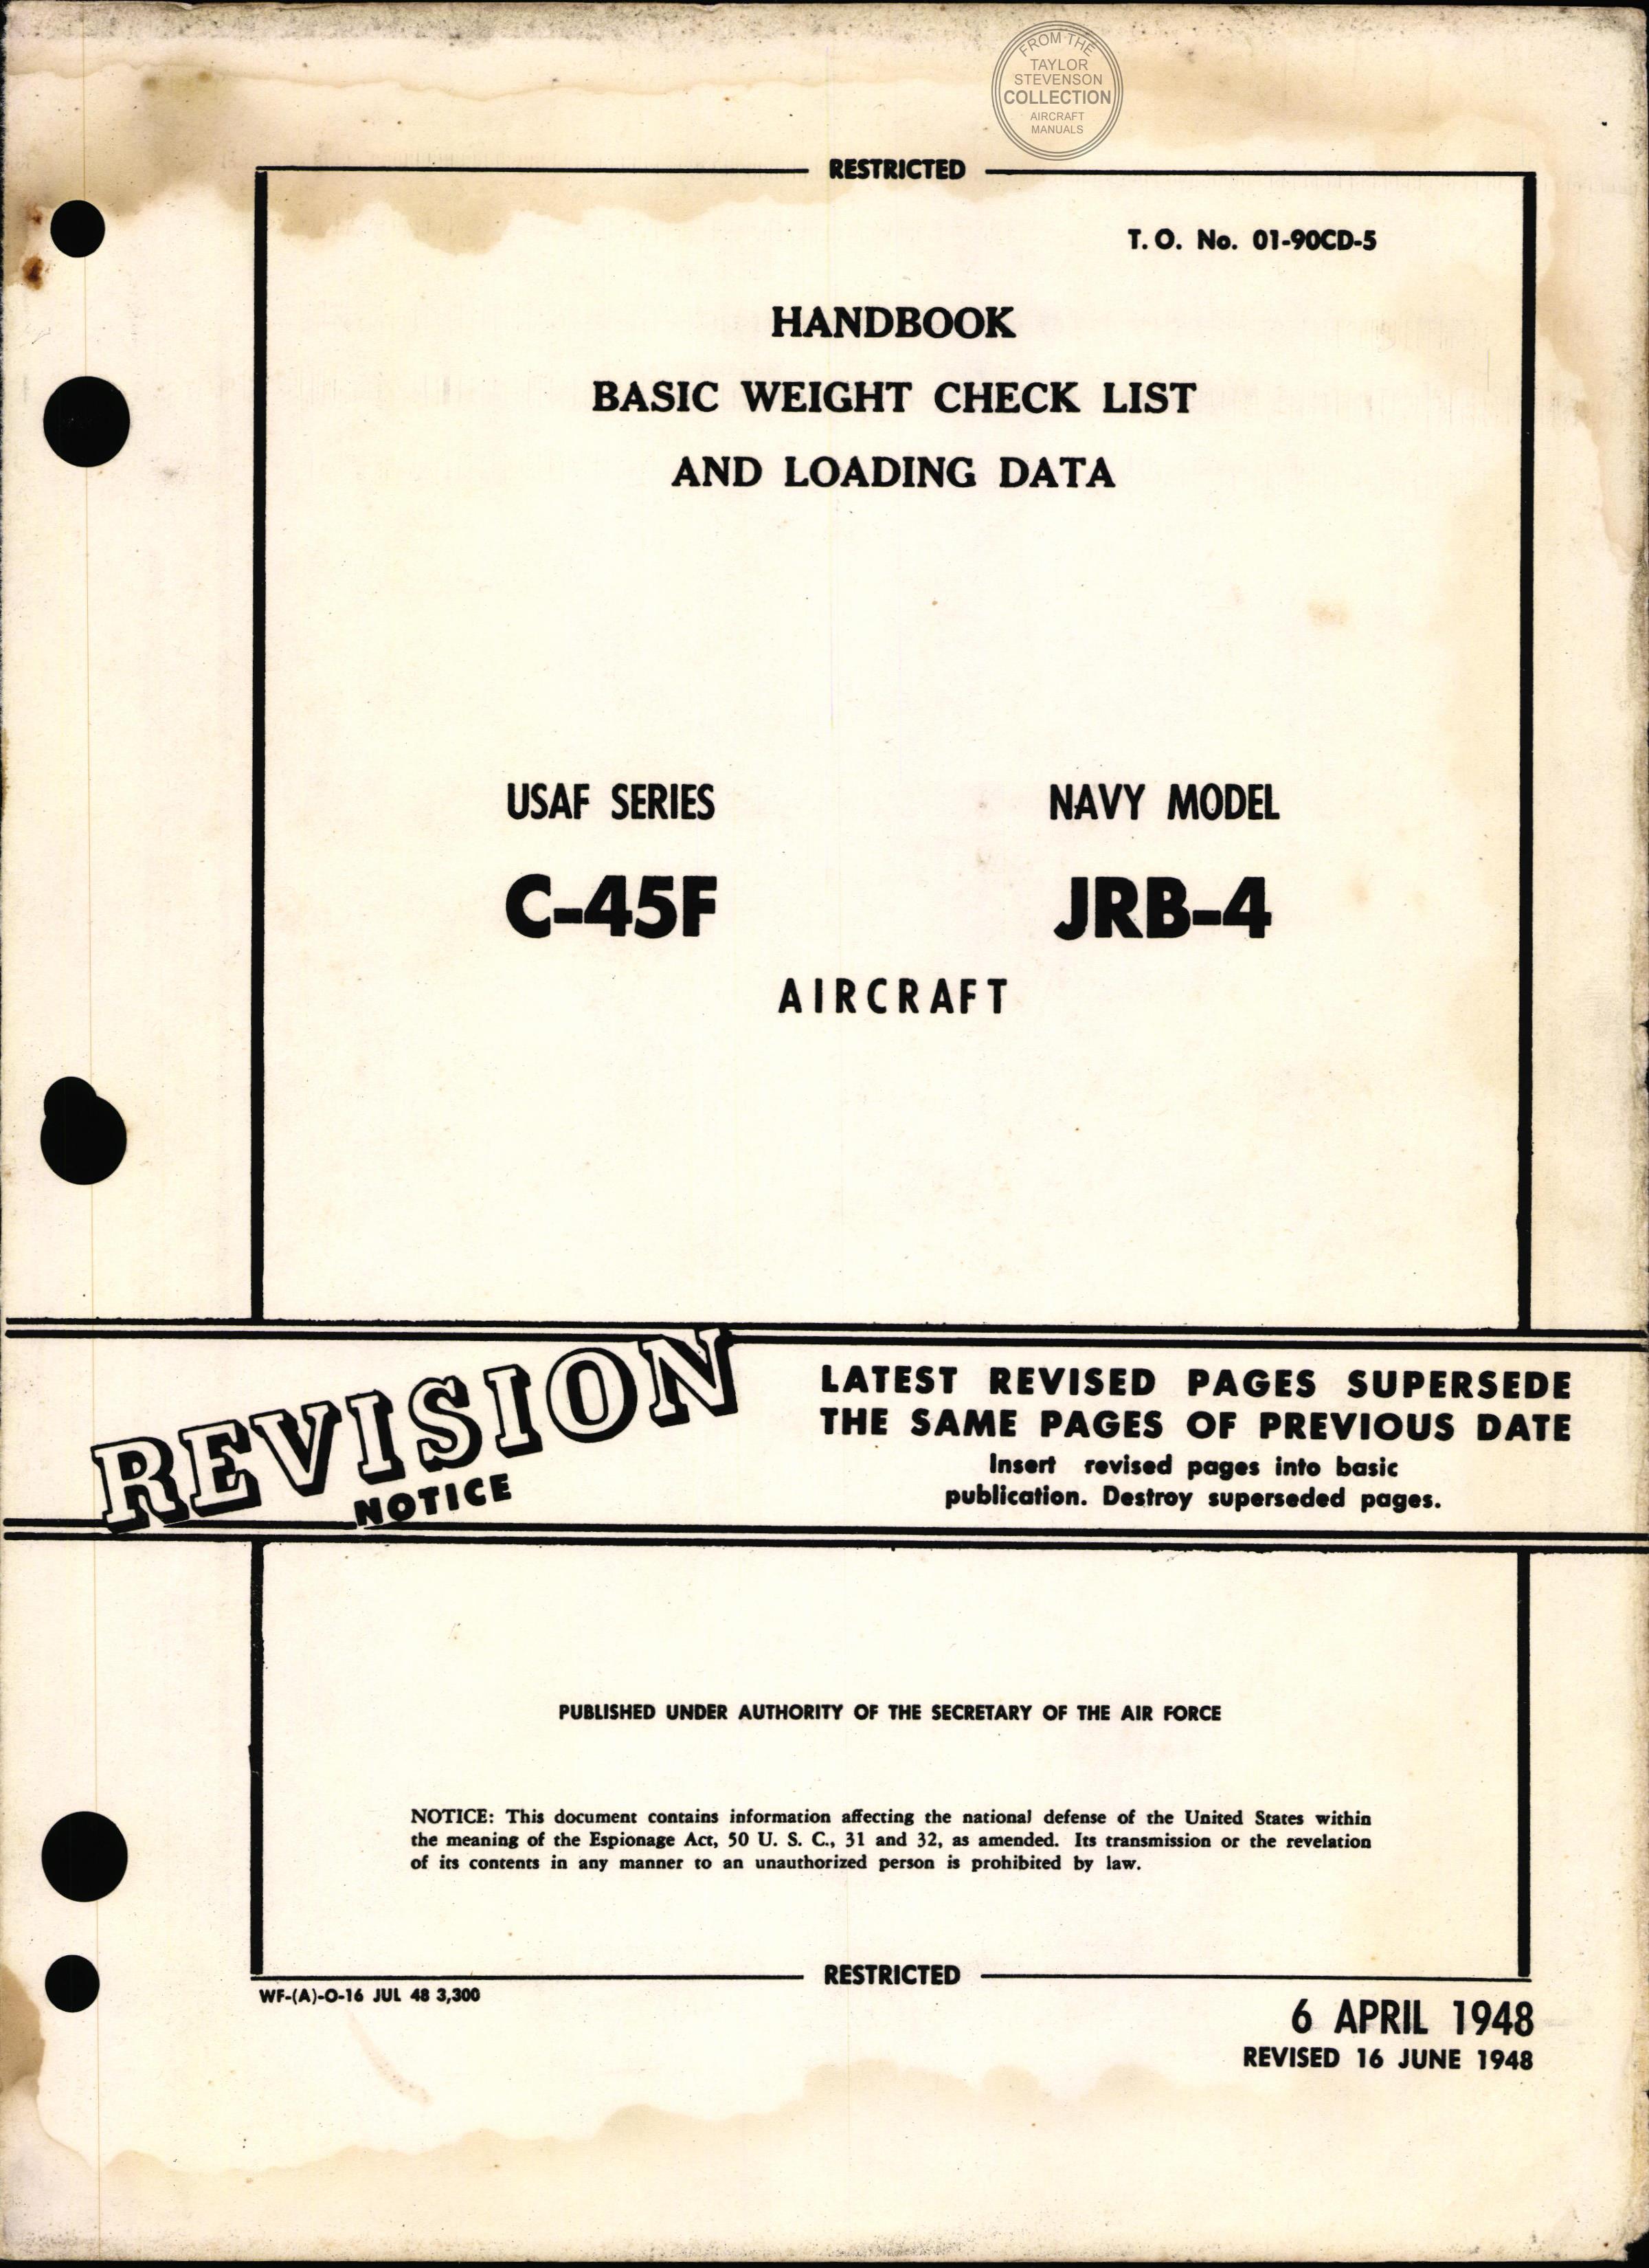 FROM THE
TAYLOR
STEVENSON
COLLECTION
AIRCRAFT
MANUALS
RESTRICTED
T. O. No. 01-90CD-5
HANDBOOK
BASIC WEIGHT CHECK LIST
AND LOADING DATA
USAF SERIES
NAVY MODEL
C-45F
JRB-4
AIRCRAFT
REVISION
NOTICE
LATEST REVISED PAGES SUPERSEDE
THE SAME PAGES OF PREVIOUS DATE
Insert revised pages into basic
publication. Destroy superseded pages.
PUBLISHED UNDER AUTHORITY OF THE SECRETARY OF THE AIR FORCE
NOTICE: This document contains information affecting the national defense of the United States within
the meaning of the Espionage Act, 50 U. S. C., 31 and 32, as amended. Its transmission or the revelation
of its contents in any manner to an unauthorized person is prohibited by law.
RESTRICTED
WF-(A)-O-16 JUL 48 3,300
6 APRIL 1948
REVISED 16 JUNE 1948